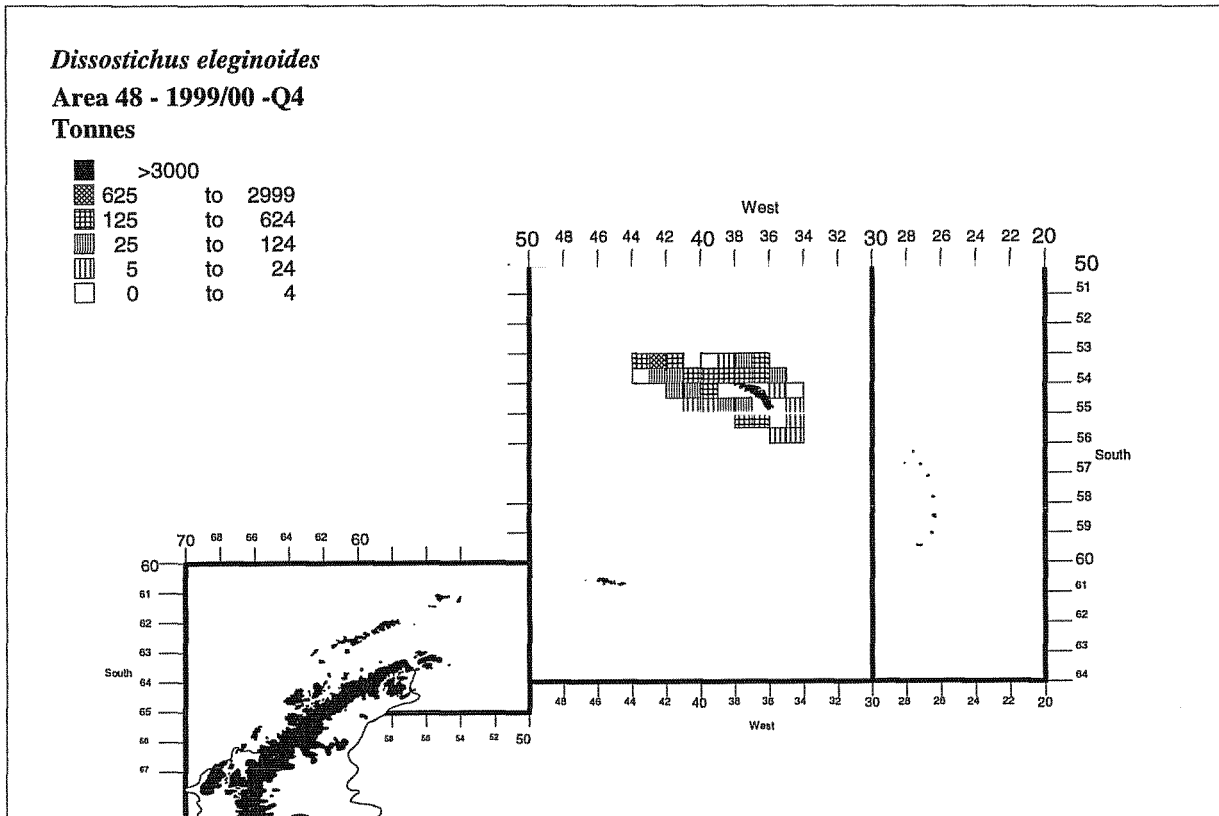 Dissostichus eleginoides
Area 48 - 1999/00 -Q4
Tonnes
>3000
625 to 2999
125 to 624
25 to 124
5 to 24
0 to 4
West
50 48 46 44 42 40 38 36 34 32 30 28 26 24 22 20
50
51
52
53
54
55
56
South
57
58
59
60
61
62
63
64
48 46 44 42 40 38 36 34 32 30 28 26 24 22 20
West
70 68 66 64 62 60
60
61
62
63
South
64
65
66
67
58 56 54 52 50